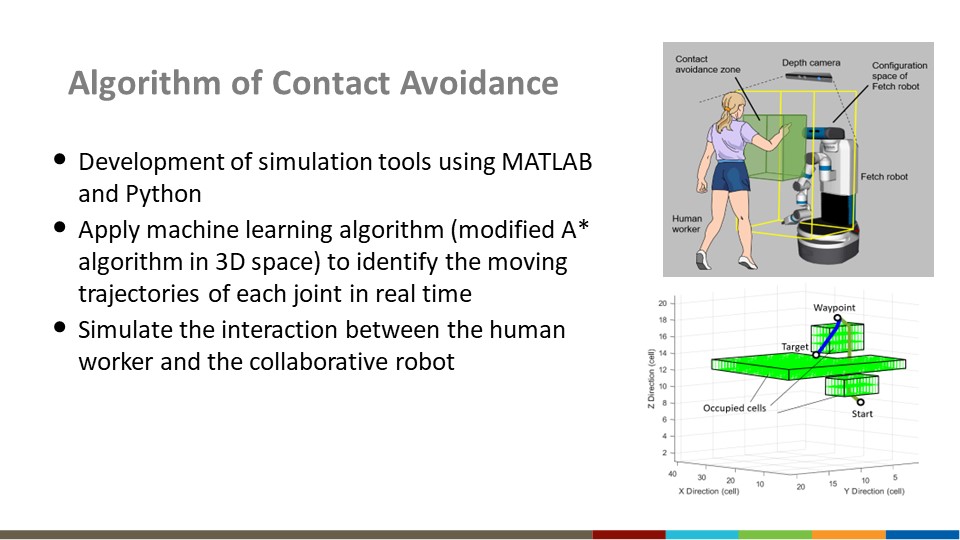 Algorithm of Contact Avoidance
• Development of simulation tools using MATLAB
and Python
• Apply machine learning algorithm (modified A*
algorithm in 3D space) to identify the moving
trajectories of each joint in real time
• Simulate the interaction between the human
worker and the collaborative robot
Contact
avoidance zone
Depth camera
Configuration
space of
Fetch robot
Fetch robot
Human
worker
Waypoint
Target
Occupied cells
Start
Z Direction (cell)
20
18
16
14
12
10
8
6
4
2
40
30
20
10
X Direction (cell)
20
15
10
5
Y Direction (cell)